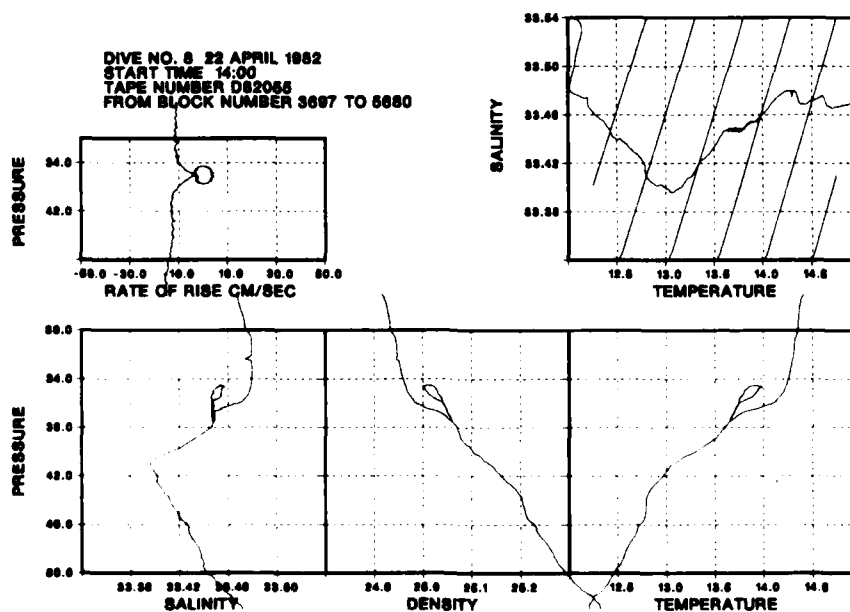 DIVE NO. 8 22 APRIL 1982
START TIME 14:00
TAPE NUMBER D82055
FROM BLOCK NUMBER 3697 TO 5680
PRESSURE
34.0
42.0
-50.0 -30.0 10.0 10.0 30.0 50.0
RATE OF RISE CM/SEC
SALINITY
33.54
33.50
33.46
33.42
33.38
12.5 13.0 13.5 14.0 14.5
TEMPERATURE
PRESSURE
30.0
34.0
38.0
42.0
46.0
50.0
33.38 33.42 33.46 33.50
SALINITY
24.9 25.0 25.1 25.2
DENSITY
12.5 13.0 13.5 14.0 14.5
TEMPERATURE